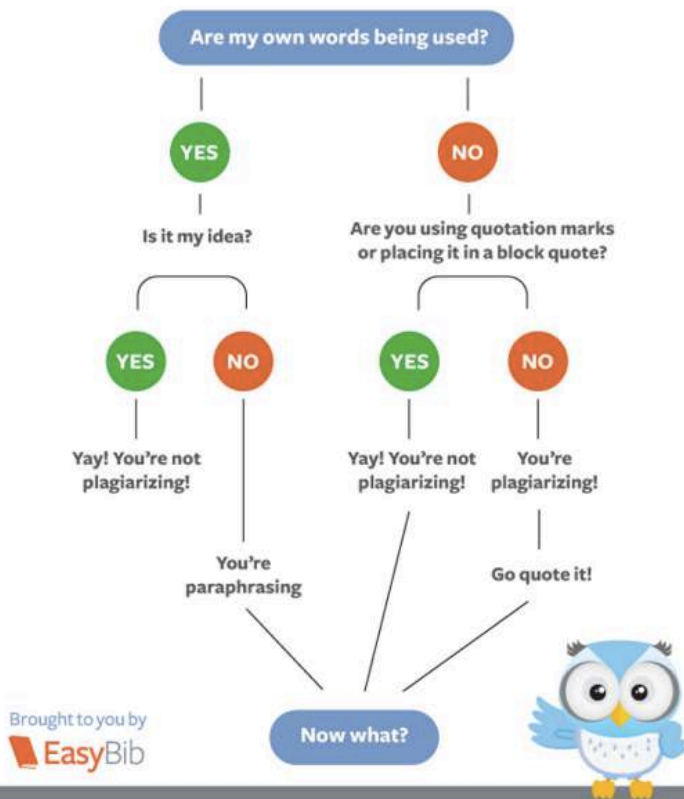 Are my own words being used?
YES
NO
Is it my idea?
Are you using quotation marks
or placing it in a block quote?
YES
NO
YES
NO
Yay! You're not
plagiarizing!
Yay! You're not
plagiarizing!
You're
plagiarizing!
You're
paraphrasing
Go quote it!
Now what?
Brought to you by
EasyBib